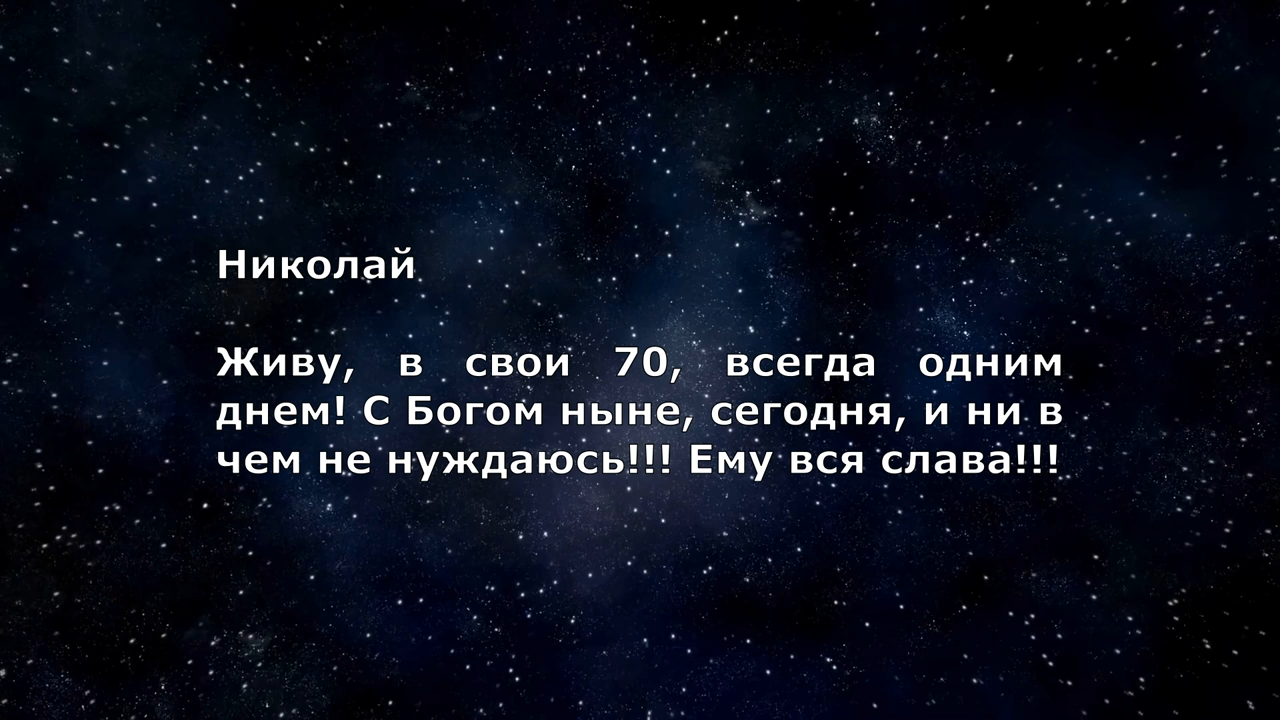 Николай
Живу, в свои 70, всегда одним
днем! С Богом ныне, сегодня, и ни в
чем не нуждаюсь!!! Ему вся слава!!!